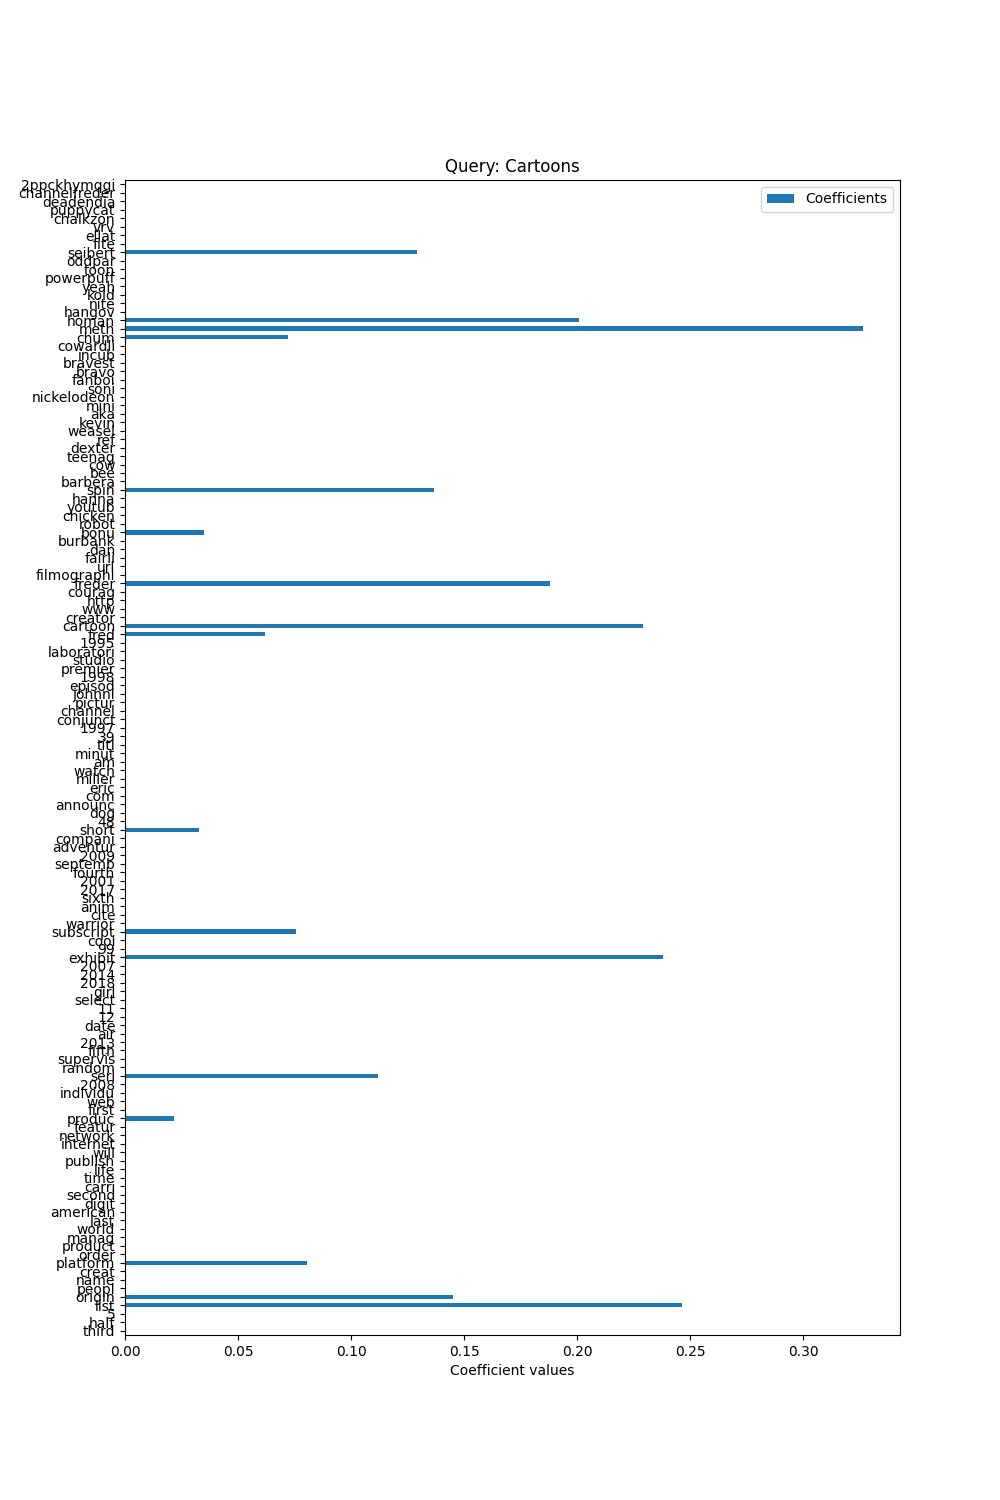 Query: Cartoons
Coefficients
2ppckhymggi
channelfreder
deadendia
puppycat
chalkzon
vrv
ellat
fite
seibert
oddpar
toon
powerpuff
yeah
kold
nite
hangov
homan
meth
chum
cowardli
incub
bravest
bravo
fanboi
soni
nickelodeon
mini
aka
kevin
weasel
ref
dexter
teenag
cow
bee
barbera
spin
hanna
youtub
chicken
robot
bonu
burbank
dan
fairli
url
filmographi
freder
courag
http
www
creator
cartoon
fred
1995
laboratori
studio
premier
1998
episod
johnni
pictur
channel
conjunct
1997
39
titl
minut
am
watch
miller
eric
com
announc
dog
48
short
compani
adventur
2009
septemb
fourth
2001
2017
sixth
anim
cite
warrior
subscript
cool
99
exhibit
2007
2014
2018
girl
select
11
12
date
air
2013
fifth
supervis
random
seri
2008
individu
web
first
produc
featur
network
internet
will
publish
life
time
carri
second
digit
american
last
world
manag
product
order
platform
creat
name
peopl
origin
list
5
half
third
0.00 0.05 0.10 0.15 0.20 0.25 0.30
Coefficient values